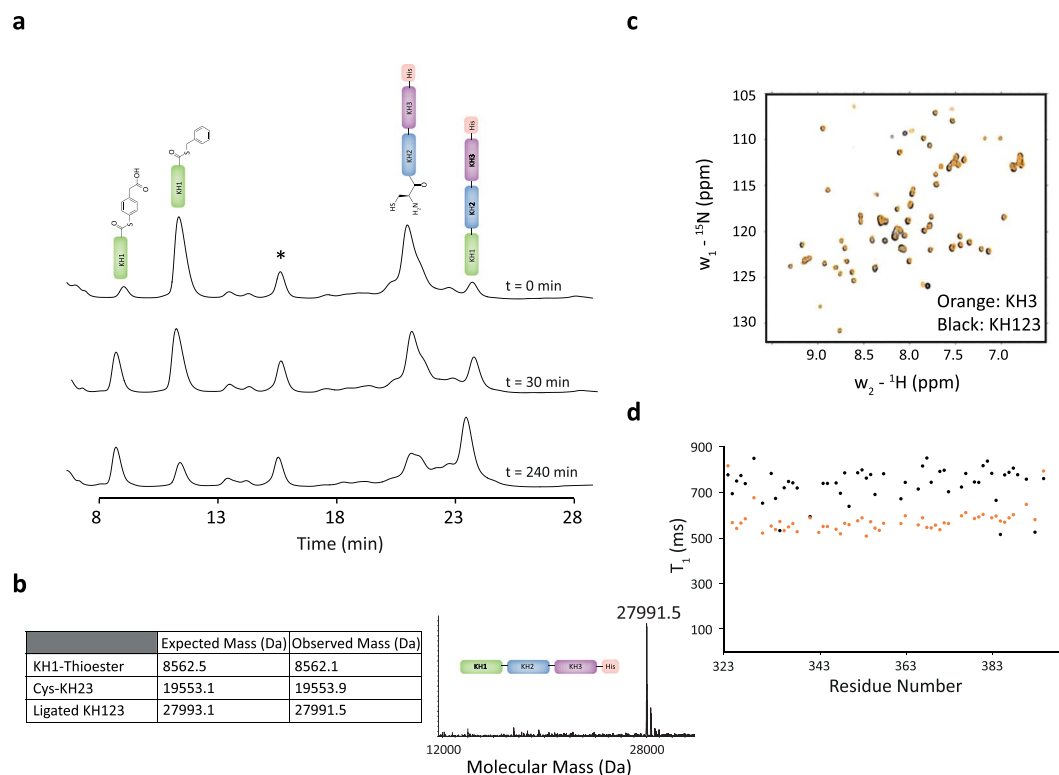 a
KH1
O
S
O
OH
KH1
O
S
*
HS
H₂N
O
KH2
KH3
His
KH1
KH2
KH3
His
t = 0 min
t = 30 min
t = 240 min
8 13 18 23 28
Time (min)
b
Expected Mass (Da) Observed Mass (Da)
KH1-Thioester 8562.5 8562.1
Cys-KH23 19553.1 19553.9
Ligated KH123 27993.1 27991.5
27991.5
KH1 KH2 KH3 His
12000 28000
Molecular Mass (Da)
c
105
110
115
120
125
130
w₁ - ¹⁵N (ppm)
Orange: KH3
Black: KH123
9.0 8.5 8.0 7.5 7.0
w₂ - ¹H (ppm)
d
900
700
500
300
100
T₁ (ms)
323 343 363 383
Residue Number